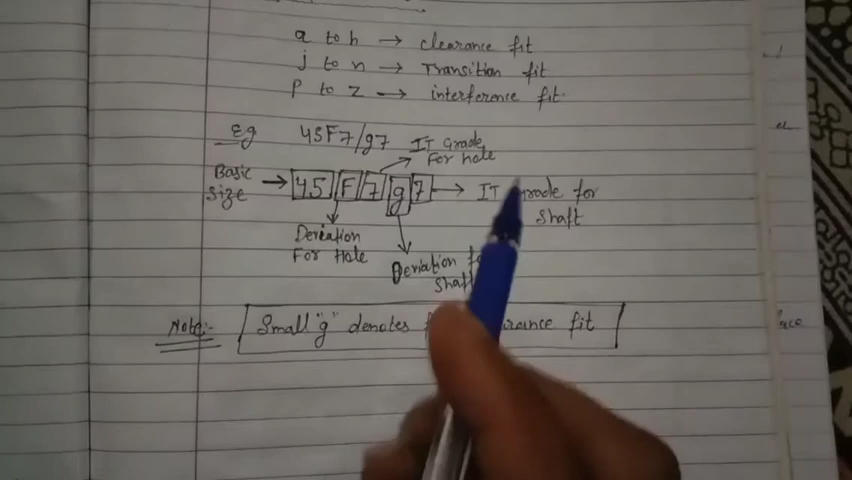 a to h → clearance fit
j to n → Transition fit
p to z → interference fit.
Eg 45F7/g7
IT Grade
For hole
Basic
Size → 45 F 7 g 7 → IT grade for
shaft
Deviation
For Hole
Deviation
shaft
Note:- Small "g" denotes fit